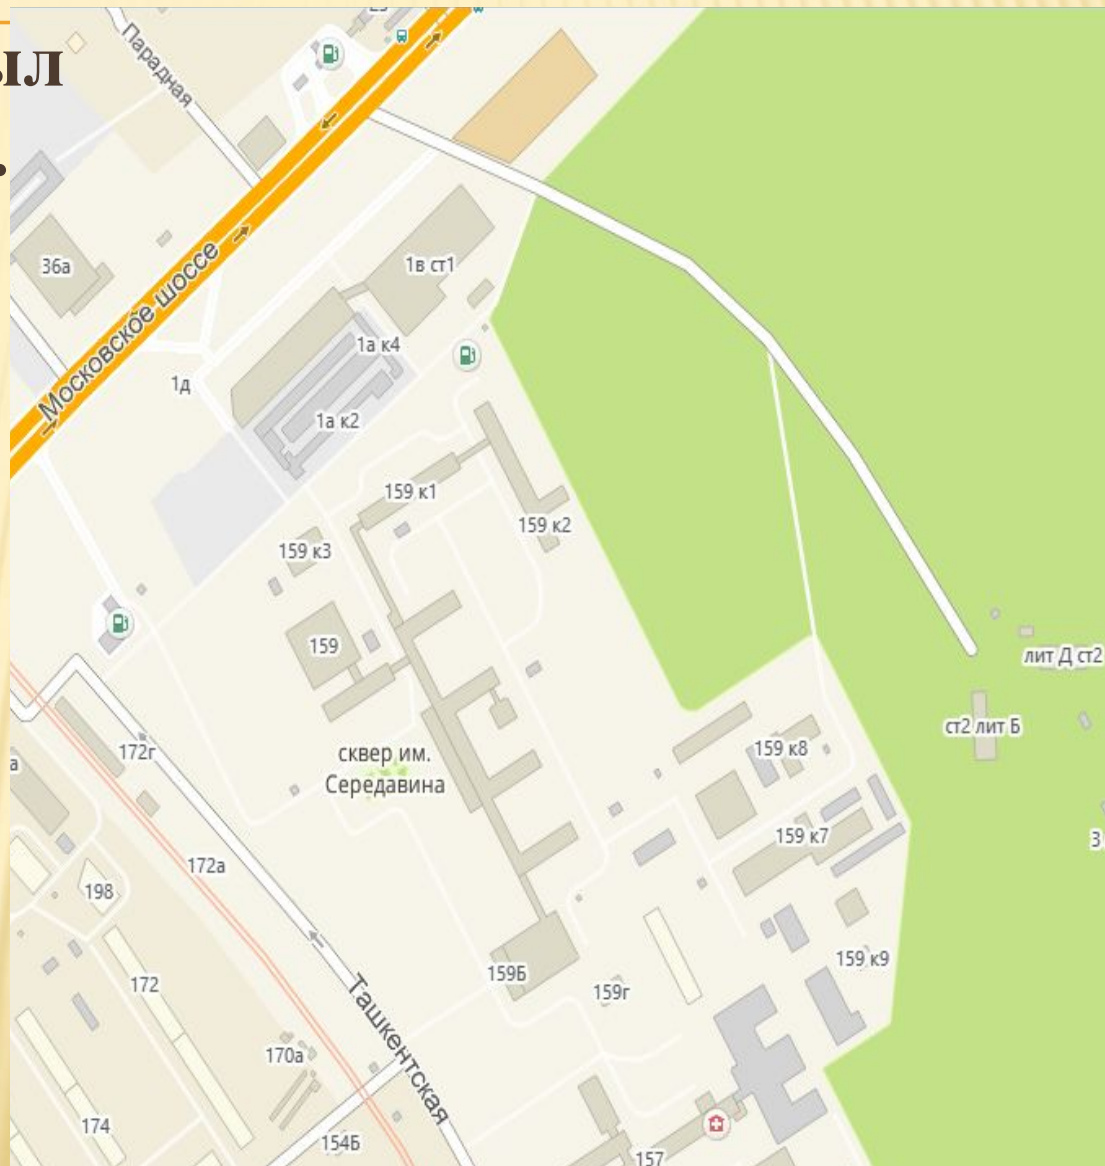 ыл
.
Парадная
36а
Московское шоссе
1в ст1
1а к4
1д
1а к2
159 к1
159 к2
159 к3
159
лит Д ст2
ст2 лит Б
172г
сквер им.
Середавина
159 к8
а
159 к7
3
172а
198
159 к9
159Б
172
159г
Ташкентская
170а
174
154Б
157